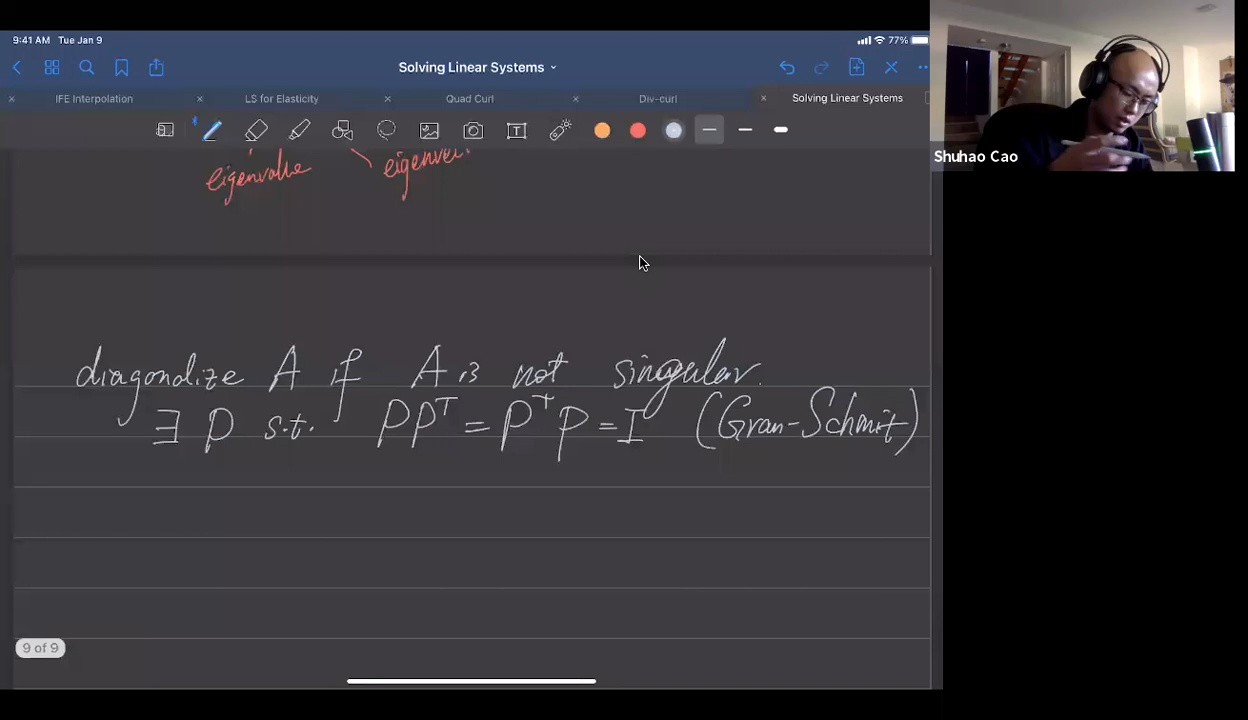 9:41 AM Tue Jan 9
77%
Solving Linear Systems
IFE Interpolation
LS for Elasticity
Quad Curl
Div-curl
Solving Linear Systems
Shuhao Cao
eigenvalue
diagonalize A if A is not singular.
∃ P s.t. PPᵀ = PᵀP = I (Gram-Schmit)
9 of 9